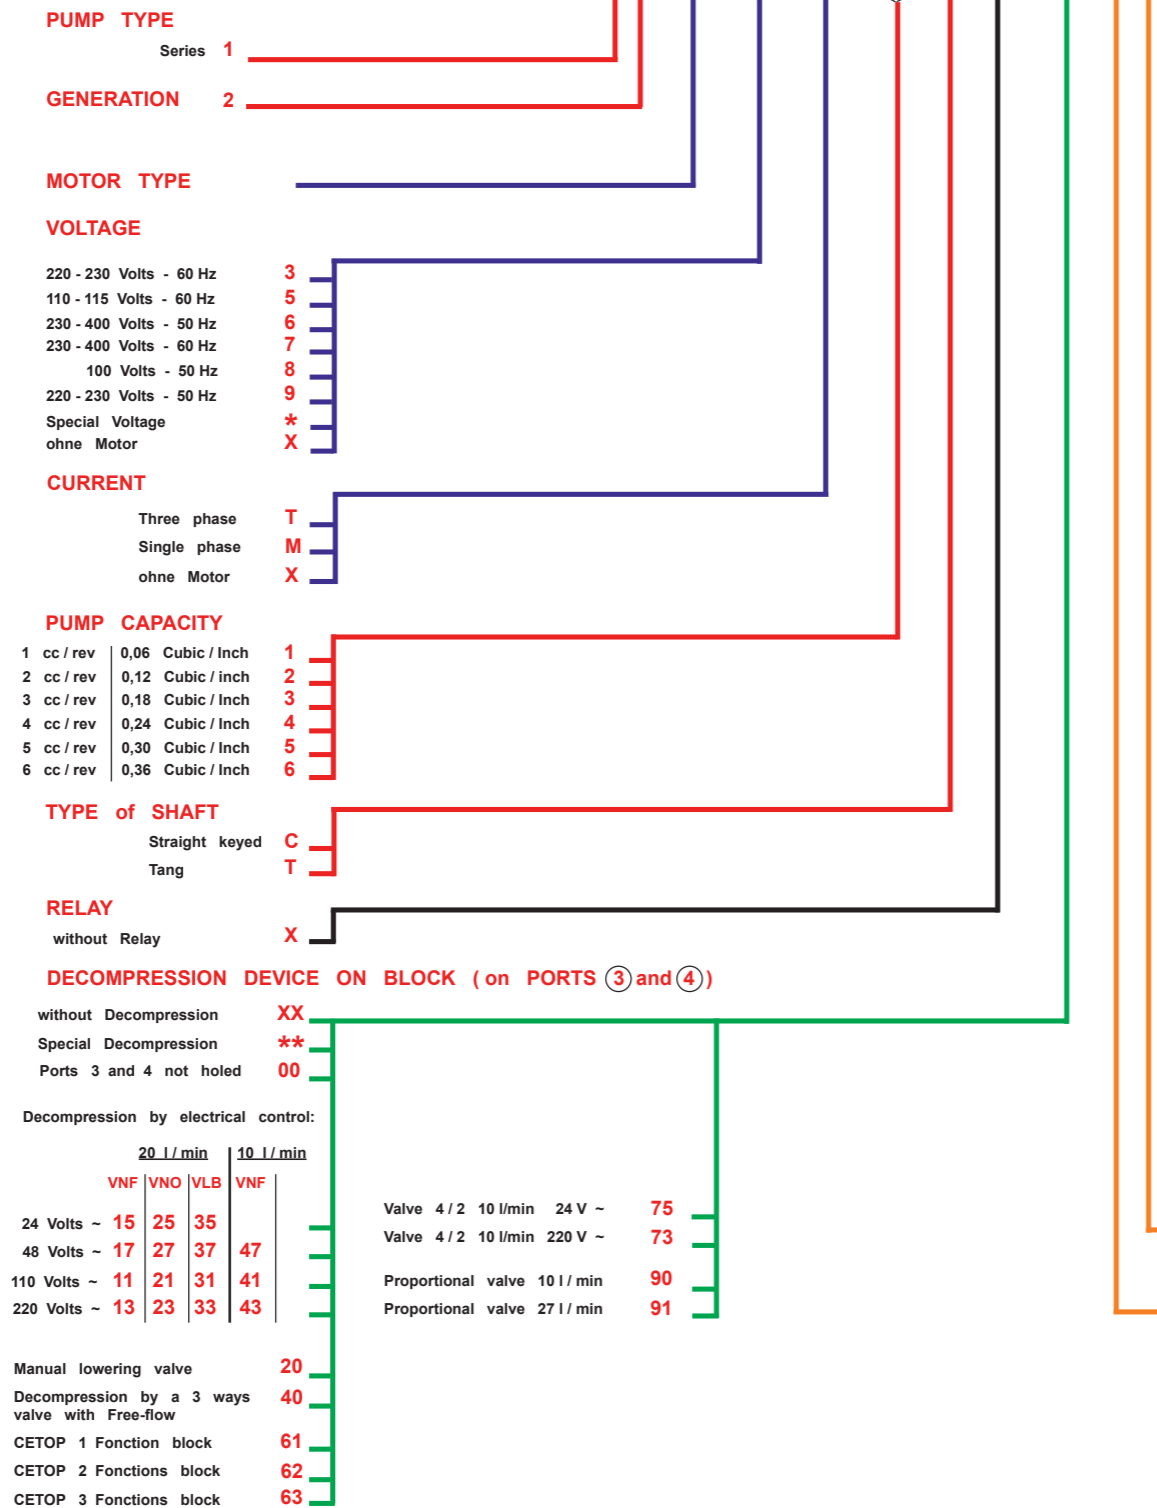 PUMP TYPE
Series 1
GENERATION 2
MOTOR TYPE
VOLTAGE
220 - 230 Volts - 60 Hz 3
110 - 115 Volts - 60 Hz 5
230 - 400 Volts - 50 Hz 6
230 - 400 Volts - 60 Hz 7
100 Volts - 50 Hz 8
220 - 230 Volts - 50 Hz 9
Special Voltage *
ohne Motor X
CURRENT
Three phase T
Single phase M
ohne Motor X
PUMP CAPACITY
1 cc / rev 0,06 Cubic / Inch 1
2 cc / rev 0,12 Cubic / inch 2
3 cc / rev 0,18 Cubic / Inch 3
4 cc / rev 0,24 Cubic / Inch 4
5 cc / rev 0,30 Cubic / Inch 5
6 cc / rev 0,36 Cubic / Inch 6
TYPE of SHAFT
Straight keyed C
Tang T
RELAY
without Relay X
DECOMPRESSION DEVICE ON BLOCK ( on PORTS 3 and 4 )
without Decompression XX
Special Decompression **
Ports 3 and 4 not holed 00
Decompression by electrical control:
20 l / min 10 l / min
VNF VNO VLB VNF
24 Volts ~ 15 25 35
48 Volts ~ 17 27 37 47
110 Volts ~ 11 21 31 41
220 Volts ~ 13 23 33 43
Valve 4 / 2 10 l/min 24 V ~ 75
Valve 4 / 2 10 l/min 220 V ~ 73
Proportional valve 10 l / min 90
Proportional valve 27 l / min 91
Manual lowering valve 20
Decompression by a 3 ways 40
valve with Free-flow
CETOP 1 Fonction block 61
CETOP 2 Fonctions block 62
CETOP 3 Fonctions block 63